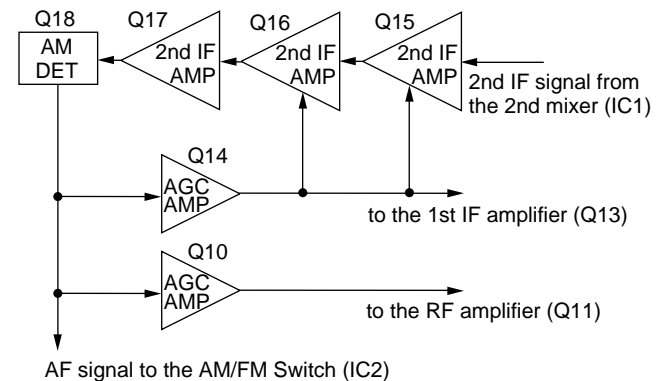 Q18
Q17
Q16
Q15
AM
DET
2nd IF
AMP
2nd IF
AMP
2nd IF
AMP
2nd IF signal from
the 2nd mixer (IC1)
Q14
AGC
AMP
to the 1st IF amplifier (Q13)
Q10
AGC
AMP
to the RF amplifier (Q11)
AF signal to the AM/FM Switch (IC2)